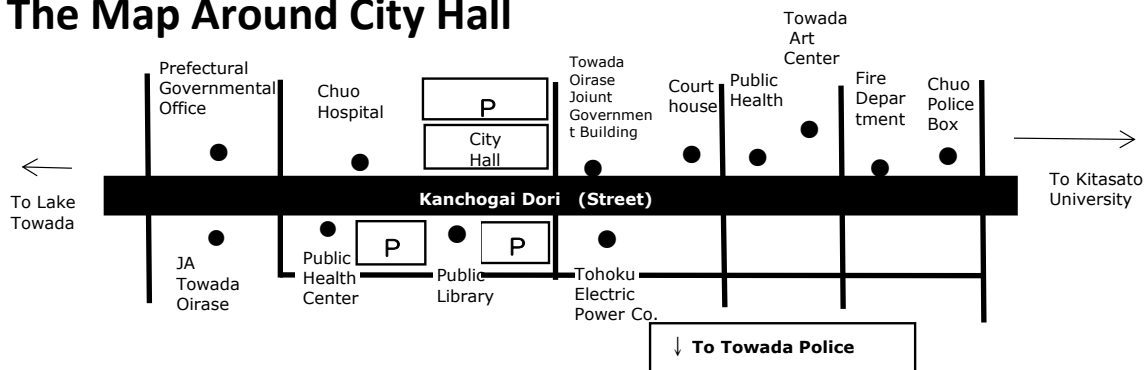 The Map Around City Hall
Towada
Art
Center
Prefectural
Governmental
Office
Chuo
Hospital
P
City
Hall
Towada
Oirase
Joiunt
Governmen
t Building
Court
house
Public
Health
Fire
Depar
tment
Chuo
Police
Box
To Lake
Towada
Kanchogai Dori (Street)
To Kitasato
University
JA
Towada
Oirase
Public
Health
Center
P
Public
Library
P
Tohoku
Electric
Power Co.
↓ To Towada Police